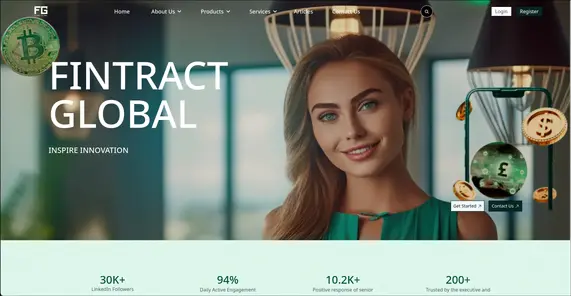 FG
Home About Us Products Services Articles Contact Us Login Register
FINTRACT
GLOBAL
INSPIRE INNOVATION
Get Started Contact Us
30K+ 94% 10.2K+ 200+
LinkedIn Followers Daily Active Engagement Positive response of senior Trusted by the executive and